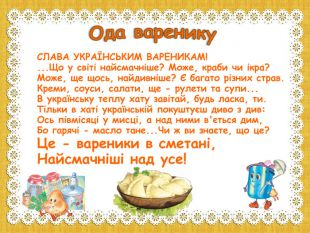 Ода варенику
СЛАВА УКРАЇНСЬКИМ ВАРЕНИКАМ!
...Що у світі найсмачніше? Може, краби чи ікра?
Може, ще щось, найдивніше? Є багато різних страв.
Креми, соуси, салати, ще - рулети та супи...
В українську теплу хату завітай, будь ласка, ти.
Тільки в хаті українській покуштуєш диво з див:
Ось півмісяці у мисці, а над ними в'ється дим,
Бо гарячі - масло тане...Чи ж ви знаєте, що це?
Це - вареники в сметані,
Найсмачніші над усе!